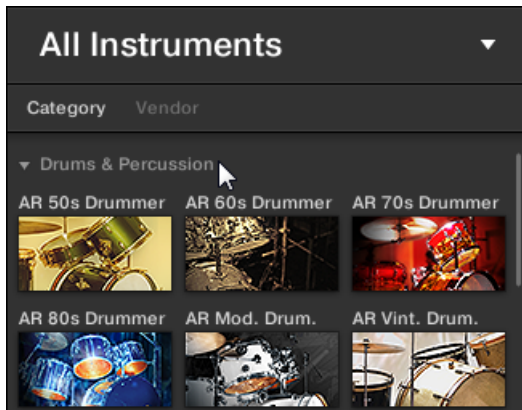 All Instruments
Category Vendor
Drums & Percussion
AR 50s Drummer AR 60s Drummer AR 70s Drummer
AR 80s Drummer AR Mod. Drum. AR Vint. Drum.